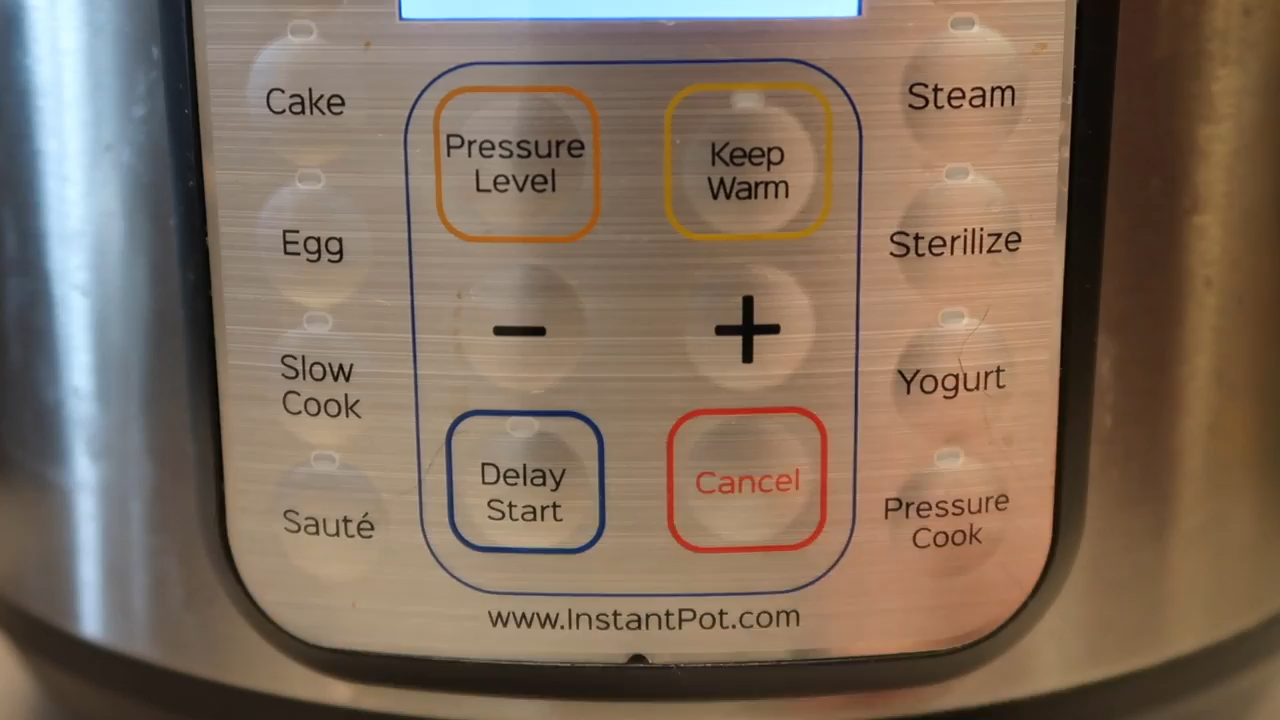 Cake
Pressure
Level
Keep
Warm
Steam
Egg
Sterilize
Slow
Cook
−
+
Yogurt
Sauté
Delay
Start
Cancel
Pressure
Cook
www.InstantPot.com